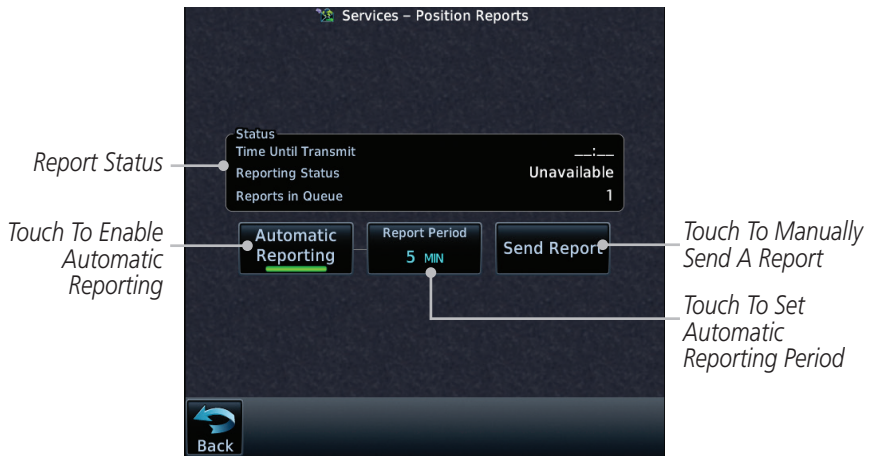 Services – Position Reports
Status
Time Until Transmit __:__
Reporting Status Unavailable
Reports in Queue 1
Report Status
Touch To Enable
Automatic
Reporting
Automatic
Reporting
Report Period
5 MIN
Send Report
Touch To Manually
Send A Report
Touch To Set
Automatic
Reporting Period
Back